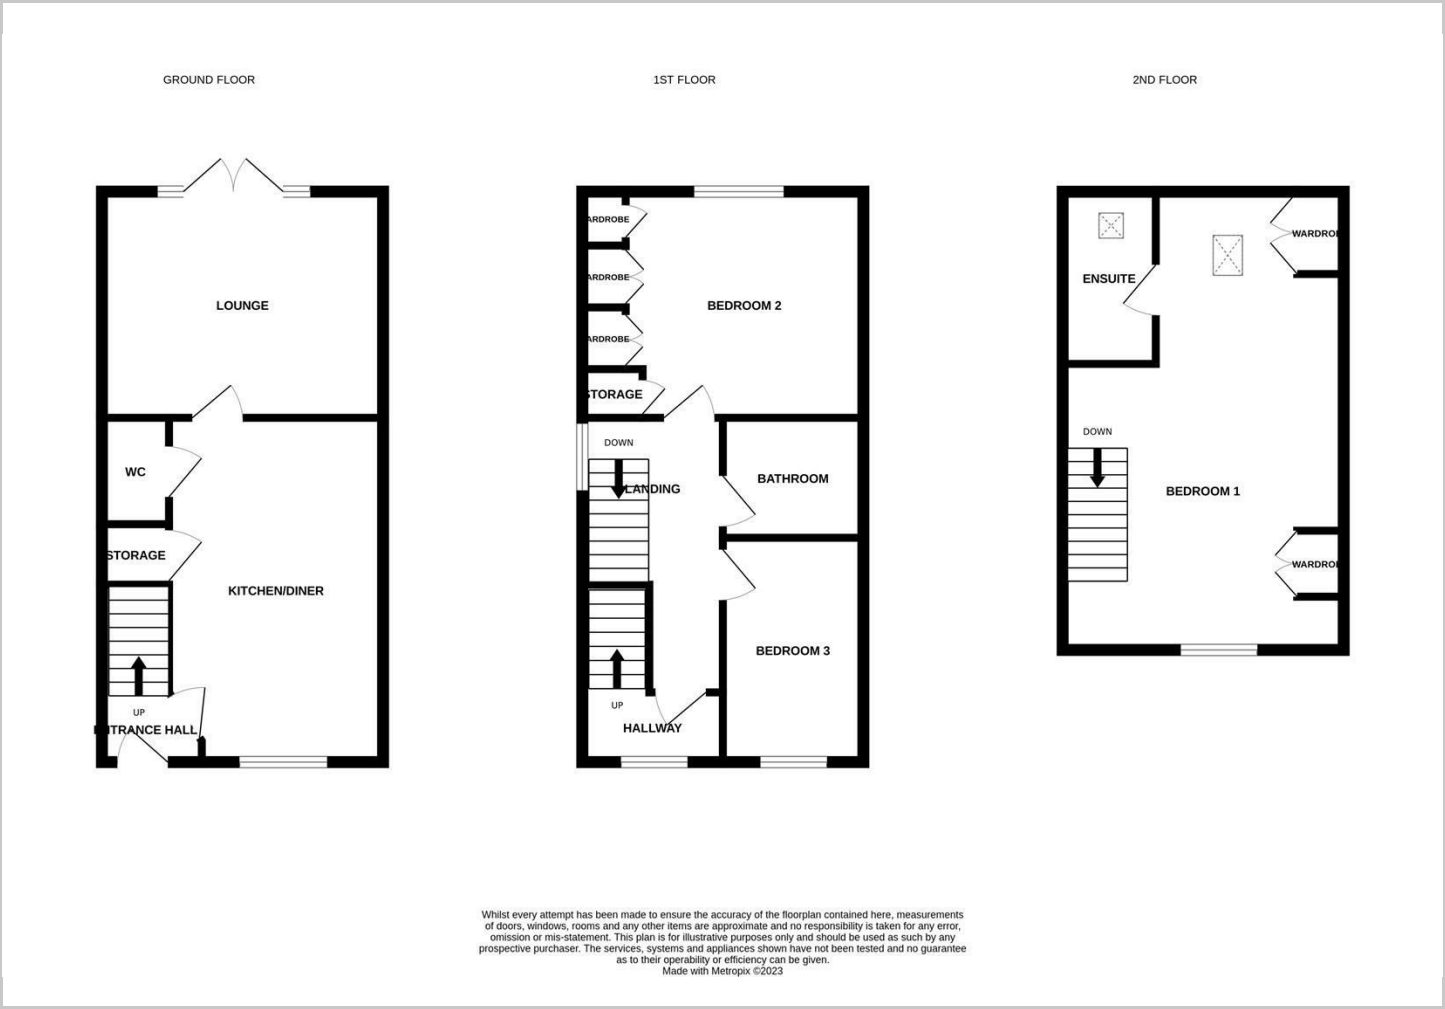 GROUND FLOOR
1ST FLOOR
2ND FLOOR
LOUNGE
WC
STORAGE
KITCHEN/DINER
UP
ENTRANCE HALL
ARDROBE
ARDROBE
ARDROBE
BEDROOM 2
STORAGE
DOWN
LANDING
BATHROOM
BEDROOM 3
UP
HALLWAY
WARDROB
ENSUITE
DOWN
BEDROOM 1
WARDROB
Whilst every attempt has been made to ensure the accuracy of the floorplan contained here, measurements
of doors, windows, rooms and any other items are approximate and no responsibility is taken for any error,
omission or mis-statement. This plan is for illustrative purposes only and should be used as such by any
prospective purchaser. The services, systems and appliances shown have not been tested and no guarantee
as to their operability or efficiency can be given.
Made with Metropix ©2023